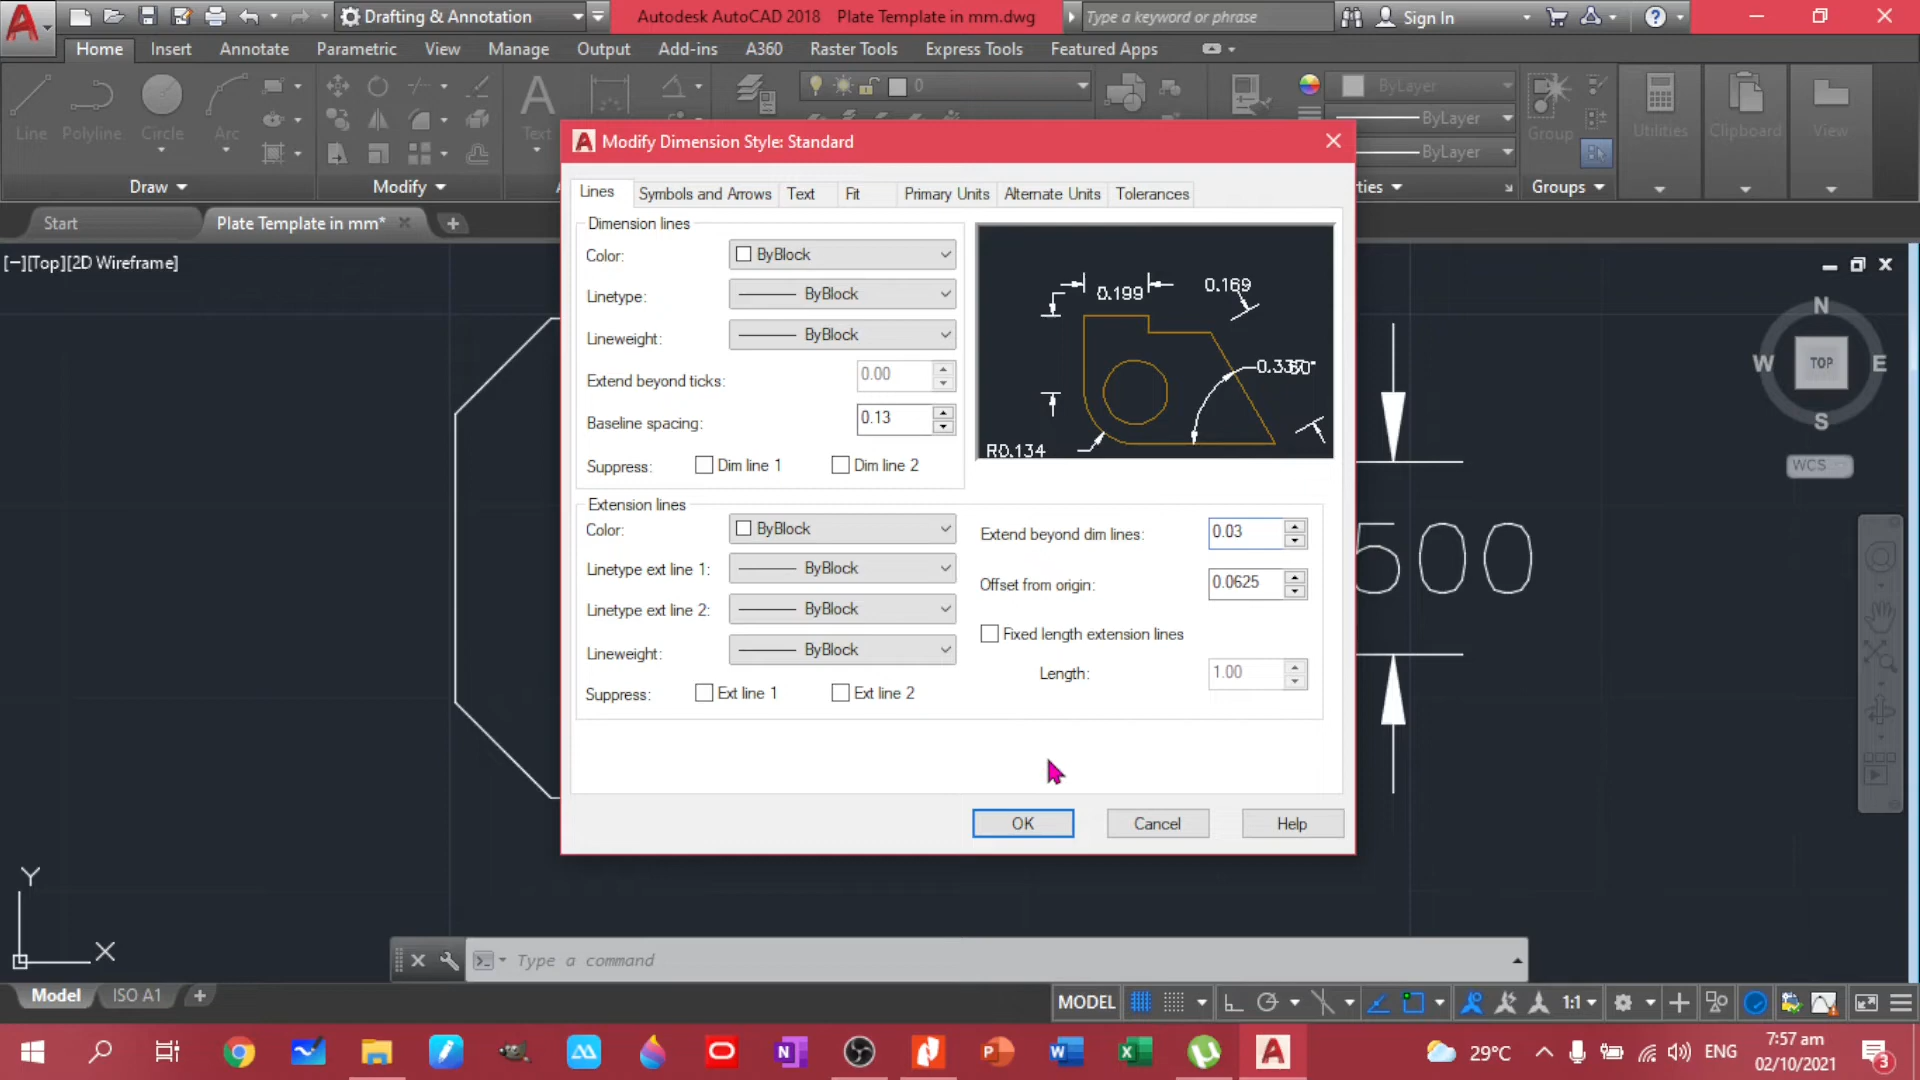 Drafting & Annotation
Autodesk AutoCAD 2018 Plate Template in mm.dwg
Type a keyword or phrase
Sign In
Home Insert Annotate Parametric View Manage Output Add-ins A360 Raster Tools Express Tools Featured Apps
0
ByLayer
Line Polyline Circle Arc Text
ByLayer
Group Utilities Clipboard View
ByLayer
Draw Modify ties Groups
Start Plate Template in mm* +
[−][Top][2D Wireframe]
Modify Dimension Style: Standard
Lines Symbols and Arrows Text Fit Primary Units Alternate Units Tolerances
Dimension lines
Color: ByBlock
Linetype: ByBlock
Lineweight: ByBlock
Extend beyond ticks: 0.00
Baseline spacing: 0.13
Suppress: Dim line 1 Dim line 2
0.199
0.169
R0.134
Extension lines
Color: ByBlock
Linetype ext line 1: ByBlock
Linetype ext line 2: ByBlock
Lineweight: ByBlock
Suppress: Ext line 1 Ext line 2
Extend beyond dim lines: 0.03
Offset from origin: 0.0625
Fixed length extension lines
Length: 1.00
OK Cancel Help
500
N
W TOP E
S
WCS
Y
X
Type a command
Model ISO A1 +
MODEL 1:1
29°C ENG
7:57 am
02/10/2021
3